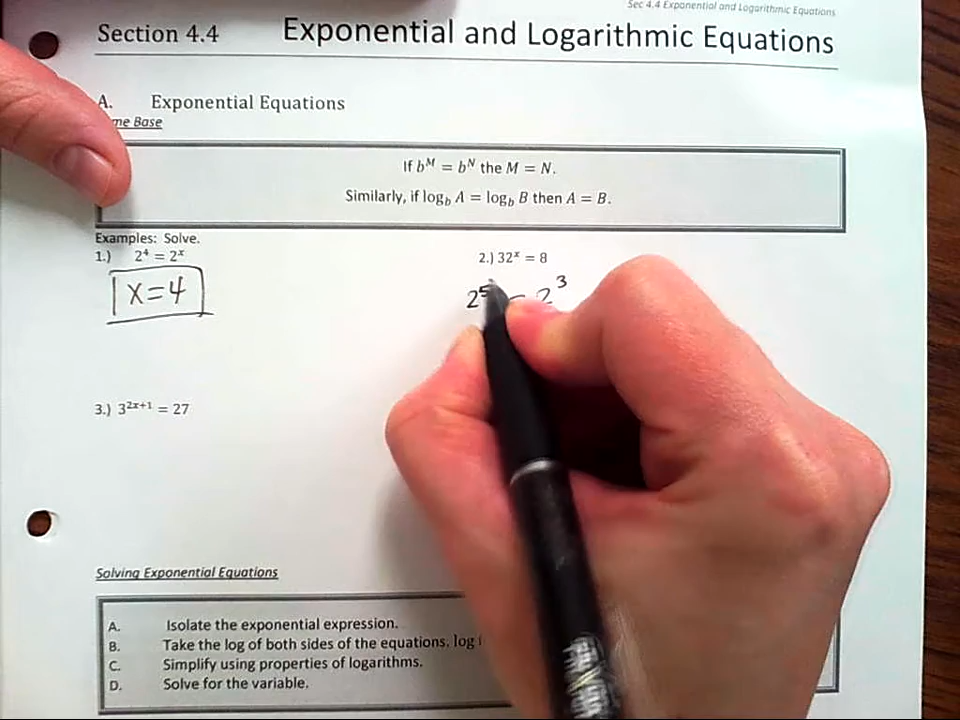 Sec 4.4 Exponential and Logarithmic Equations
Section 4.4 Exponential and Logarithmic Equations
A. Exponential Equations
me Base
If b^M = b^N the M = N.
Similarly, if log_b A = log_b B then A = B.
Examples: Solve.
1.) 2^4 = 2^x 2.) 32^x = 8
x=4 2^5 = 2^3
3.) 3^{2x+1} = 27
Solving Exponential Equations
A. Isolate the exponential expression.
B. Take the log of both sides of the equations. log
C. Simplify using properties of logarithms.
D. Solve for the variable.